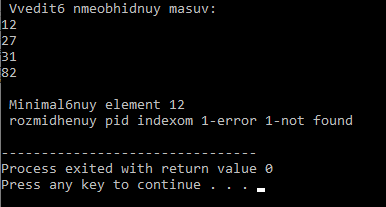 Vvedit6 nmeobhidnuy masuv:
12
27
31
82
Minimal6nuy element 12
rozmidhenuy pid indexom 1-error 1-not found
--------------------------------
Process exited with return value 0
Press any key to continue . . .